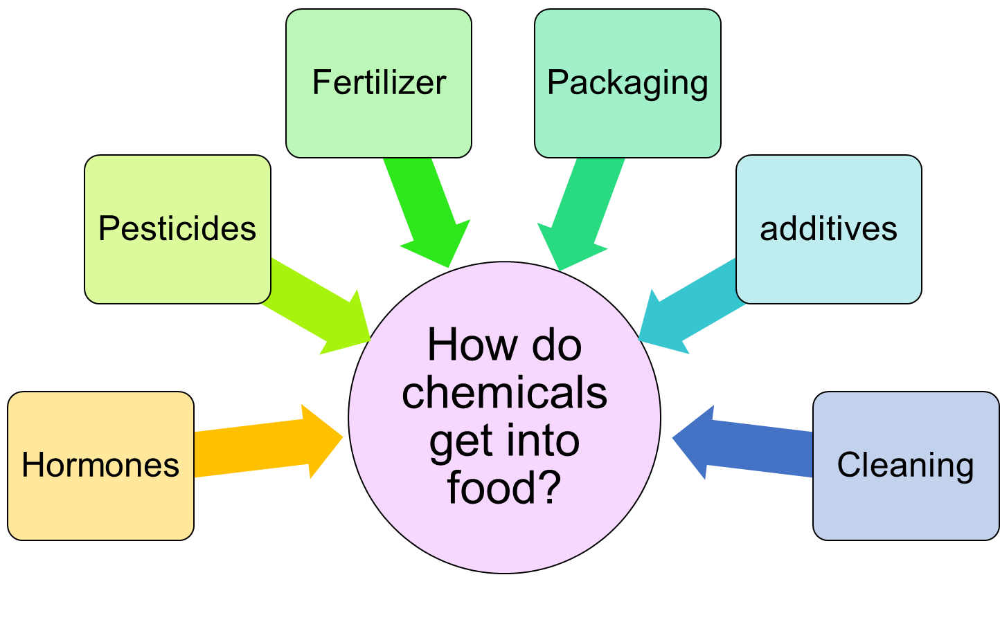 Fertilizer
Packaging
Pesticides
additives
How do
chemicals
get into
food?
Hormones
Cleaning